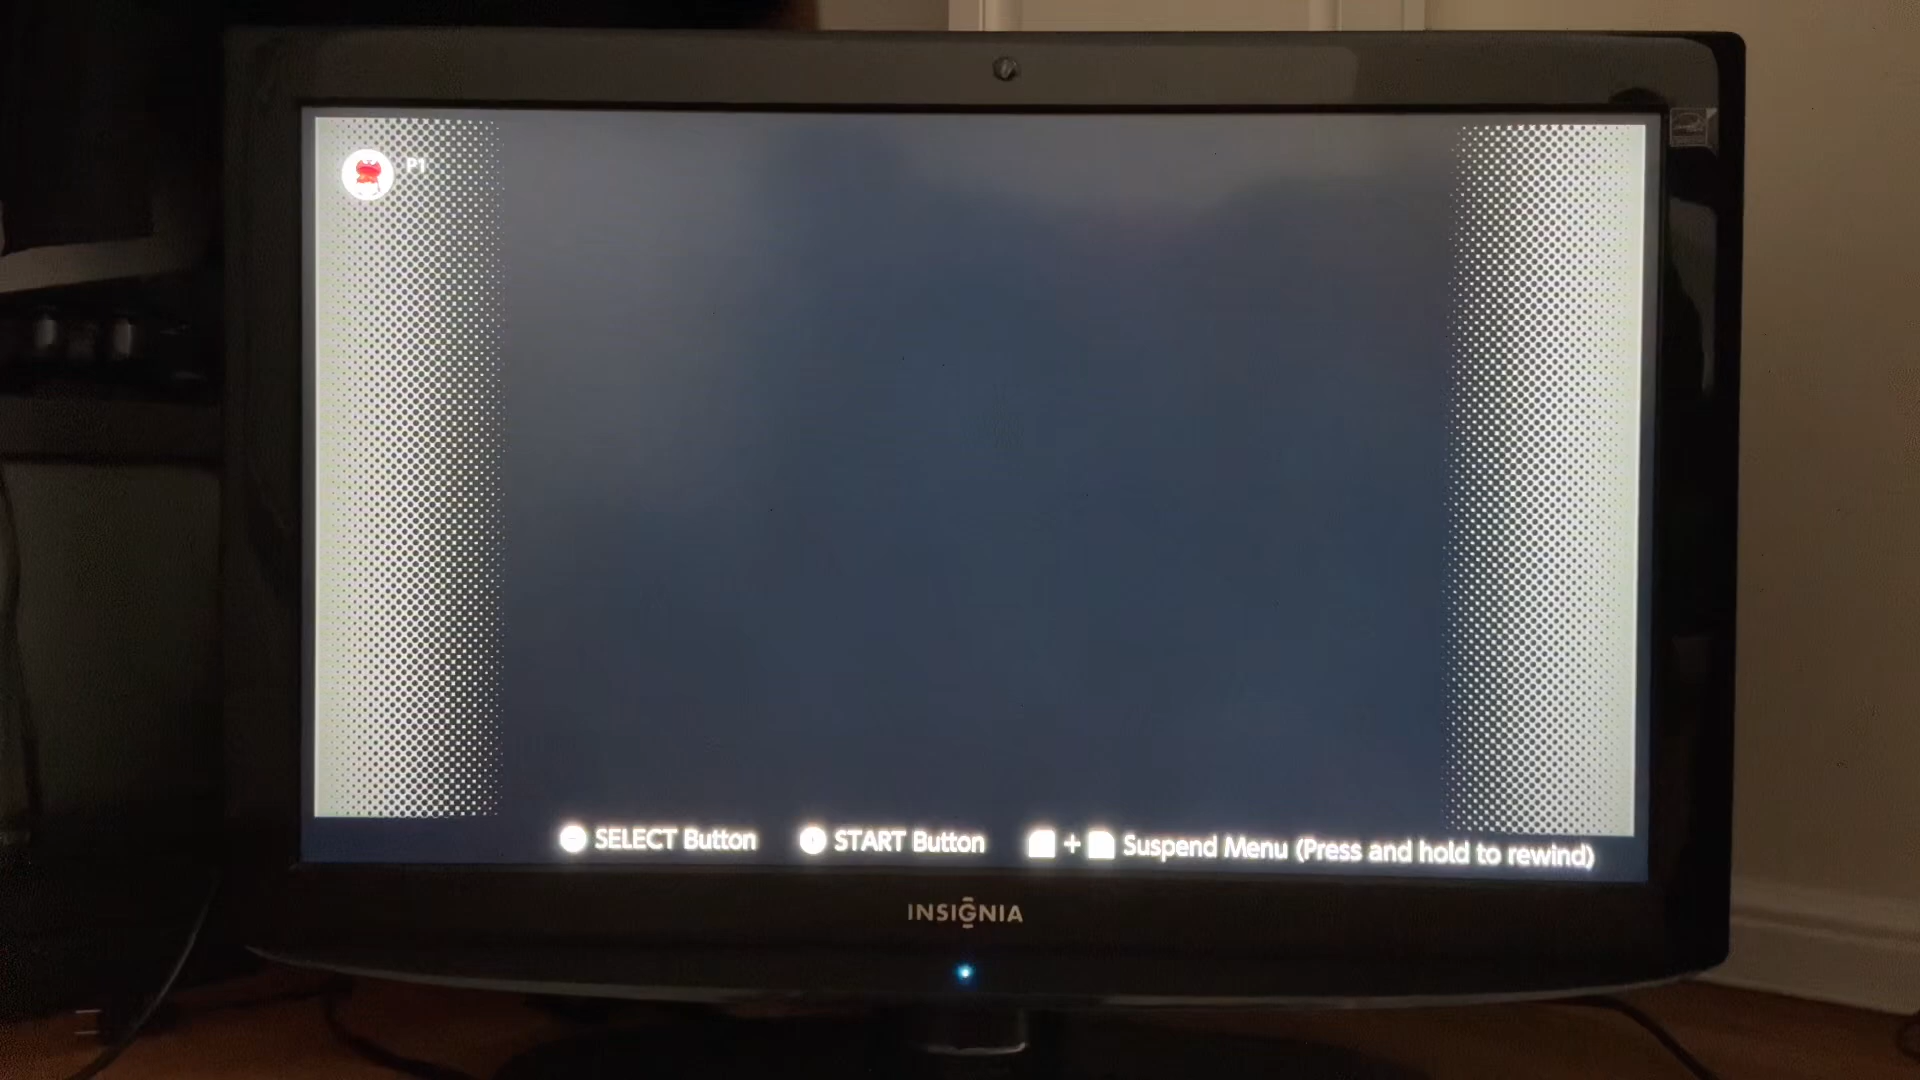 P1
SELECT Button START Button + Suspend Menu (Press and hold to rewind)
INSIGNIA